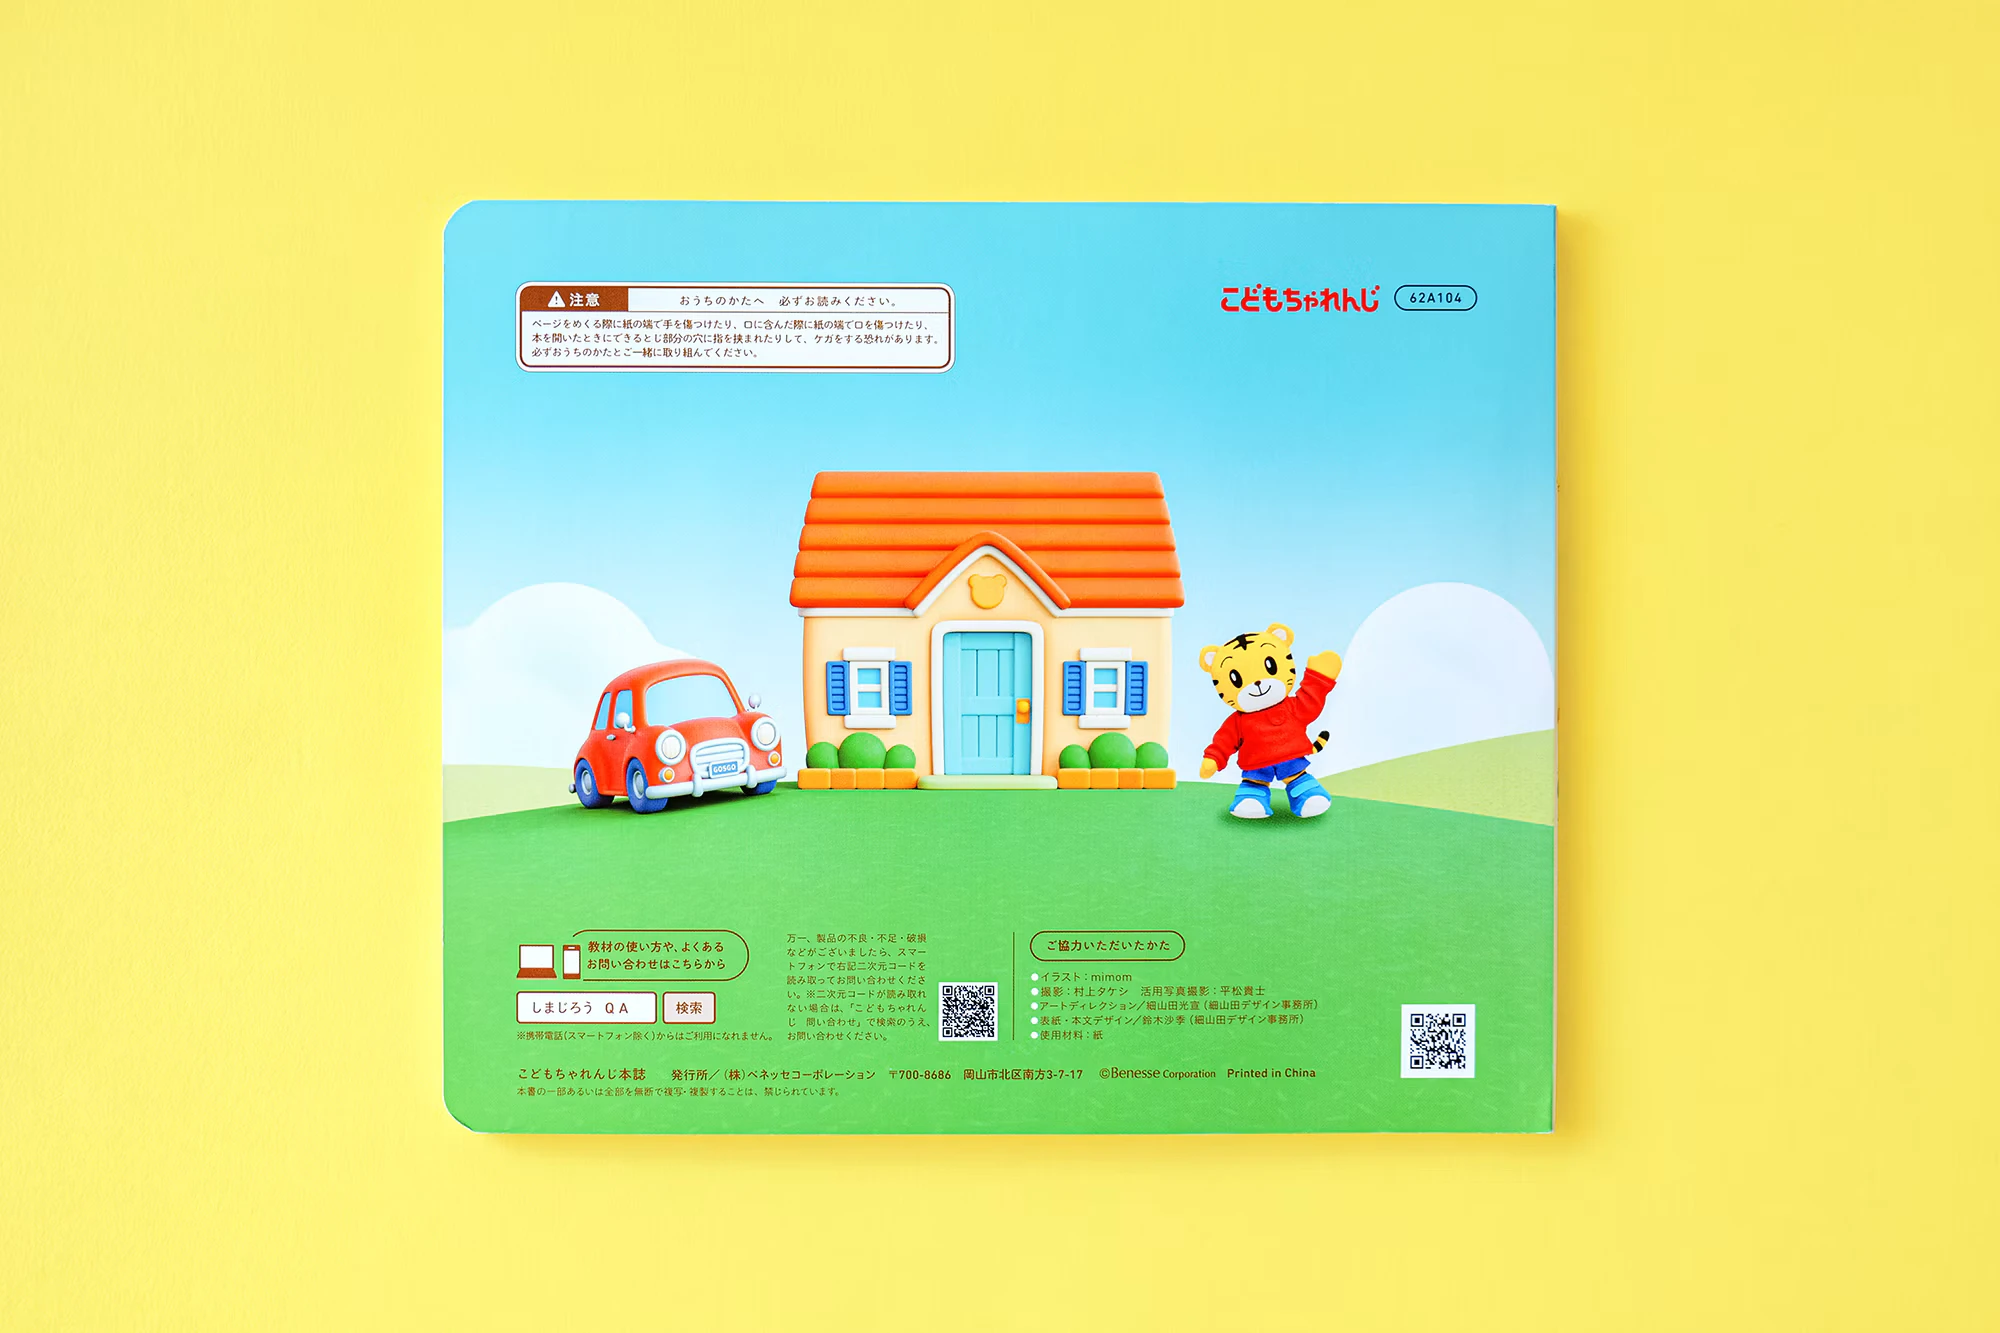 注意
おうちのかたへ 必ずお読みください。
ページをめくる際に紙の端で手を傷つけたり、口に含んだ際に紙の端で口を傷つけたり、
本を開いたときにできるとじ部分の穴に指を挟まれたりして、ケガをする恐れがあります。
必ずおうちのかたとご一緒に取り組んでください。
こどもちゃれんじ 62A104
GOSGO
教材の使い方や、よくある
お問い合わせはこちらから
しまじろう QA 検索
※携帯電話(スマートフォン除く)からはご利用になれません。
万一、製品の不良・不足・破損
などがございましたら、スマー
トフォンで右記二次元コードを
読み取ってお問い合わせくださ
い。※二次元コードが読み取れ
ない場合は、「こどもちゃれん
じ 問い合わせ」で検索のうえ、
お問い合わせください。
ご協力いただいたかた
●イラスト：mimom
●撮影：村上タケシ 活用写真撮影：平松貴士
●アートディレクション／細山田光宣（細山田デザイン事務所）
●表紙・本文デザイン／鈴木沙季（細山田デザイン事務所）
●使用材料：紙
こどもちゃれんじ本誌 発行所／（株）ベネッセコーポレーション 〒700-8686 岡山市北区南方3-7-17 ©Benesse Corporation Printed in China
本書の一部あるいは全部を無断で複写・複製することは、禁じられています。